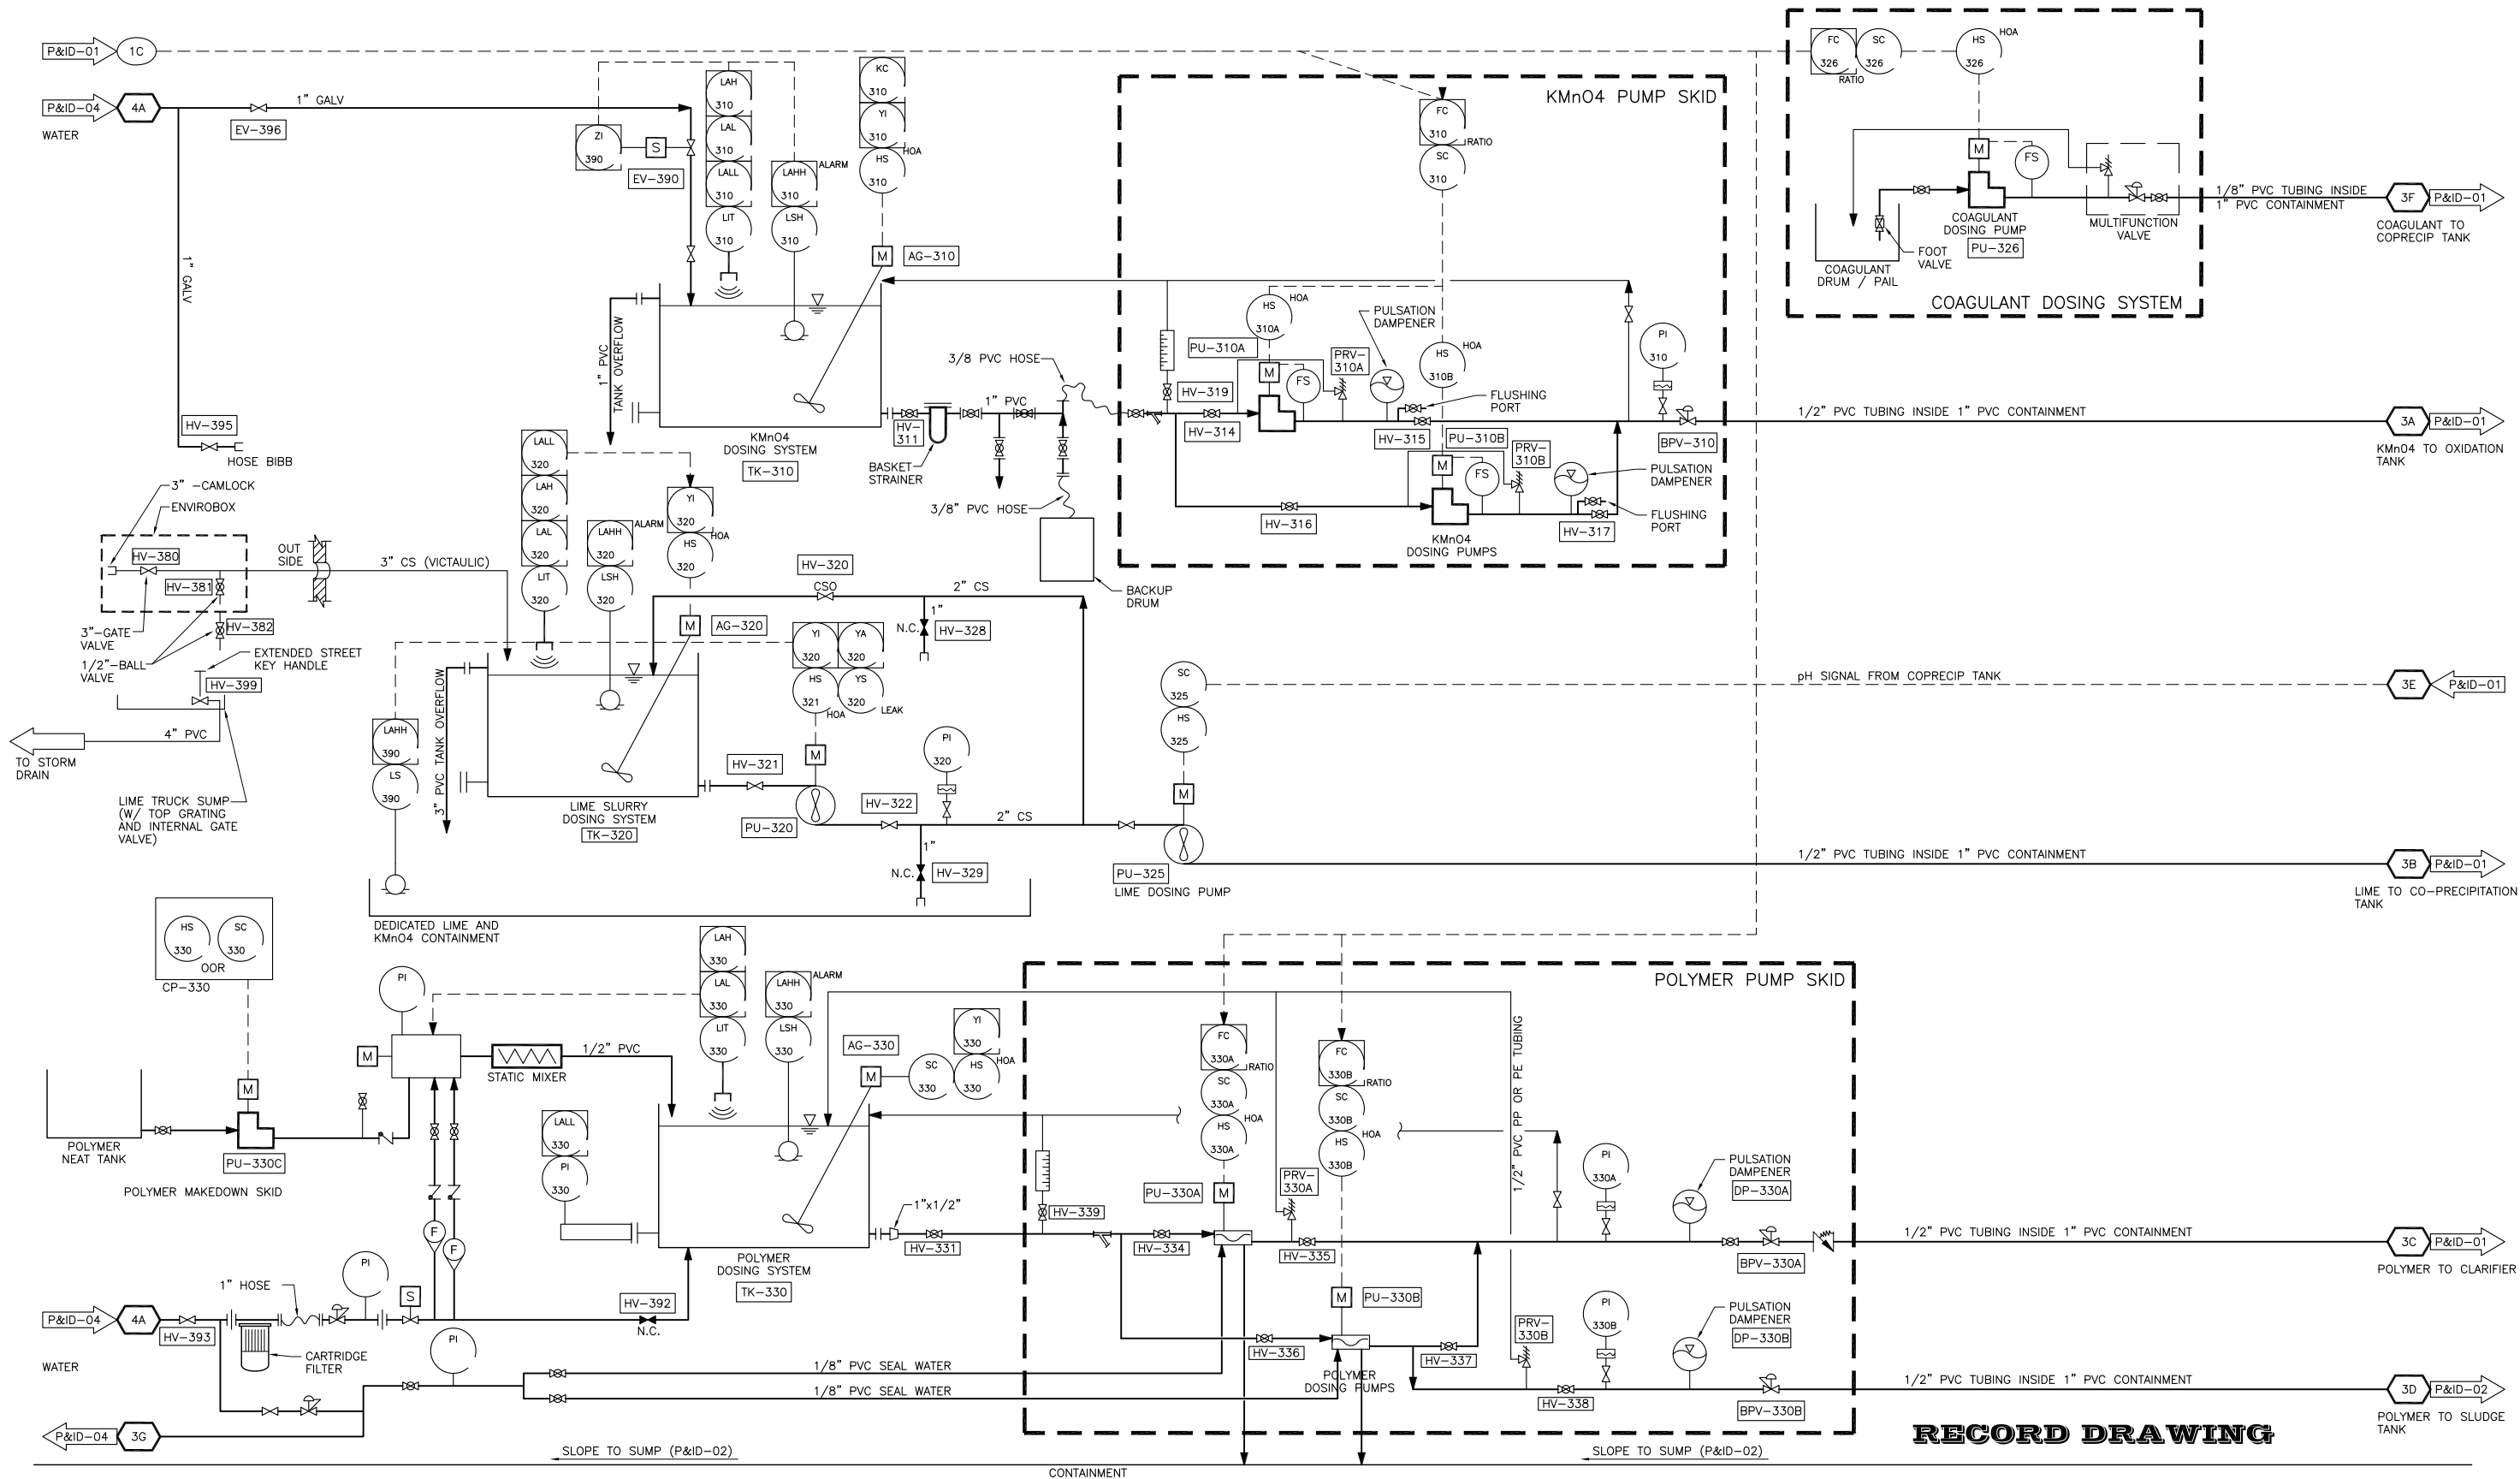 P&ID-01
1C
P&ID-04
4A
WATER
EV-396
1" GALV
1" GALV
HV-395
HOSE BIBB
ZI
390
S
EV-390
LAH
310
LAL
310
LALL
310
LIT
310
LAHH
310
ALARM
LSH
310
KC
310
YI
310
HS
310
HOA
M
AG-310
1" PVC
TANK OVERFLOW
KMnO4
DOSING SYSTEM
TK-310
HV-
311
BASKET
STRAINER
1" PVC
3/8 PVC HOSE
3/8" PVC HOSE
BACKUP
DRUM
KMnO4 PUMP SKID
FC
310
RATIO
SC
310
HS
310A
HOA
PU-310A
M
FS
HV-319
HV-314
PRV-
310A
PULSATION
DAMPENER
HS
310B
HOA
FLUSHING
PORT
HV-315
PU-310B
M
FS
PRV-
310B
PULSATION
DAMPENER
FLUSHING
PORT
HV-316
HV-317
KMnO4
DOSING PUMPS
PI
310
BPV-310
1/2" PVC TUBING INSIDE 1" PVC CONTAINMENT
3A
P&ID-01
KMnO4 TO OXIDATION
TANK
FC
326
RATIO
SC
326
HS
326
HOA
M
FS
COAGULANT
DOSING PUMP
PU-326
FOOT
VALVE
COAGULANT
DRUM / PAIL
MULTIFUNCTION
VALVE
COAGULANT DOSING SYSTEM
1/8" PVC TUBING INSIDE
1" PVC CONTAINMENT
3F
P&ID-01
COAGULANT TO
COPRECIP TANK
3" -CAMLOCK
ENVIROBOX
HV-380
HV-381
HV-382
OUT
SIDE
3" CS (VICTAULIC)
3"-GATE
VALVE
1/2"-BALL
VALVE
EXTENDED STREET
KEY HANDLE
HV-399
4" PVC
TO STORM
DRAIN
LIME TRUCK SUMP
(W/ TOP GRATING
AND INTERNAL GATE
VALVE)
LALL
320
LAH
320
LAL
320
LIT
320
LAHH
320
ALARM
LSH
320
YI
320
HS
320
HOA
M
AG-320
HV-320
CSO
2" CS
1"
N.C.
HV-328
YI
320
YA
320
HS
321
HOA
YS
320
LEAK
M
LAHH
390
LS
390
3" PVC TANK OVERFLOW
LIME SLURRY
DOSING SYSTEM
TK-320
HV-321
PU-320
HV-322
PI
320
2" CS
1"
N.C.
HV-329
DEDICATED LIME AND
KMnO4 CONTAINMENT
SC
325
HS
325
M
PU-325
LIME DOSING PUMP
pH SIGNAL FROM COPRECIP TANK
3E
P&ID-01
1/2" PVC TUBING INSIDE 1" PVC CONTAINMENT
3B
P&ID-01
LIME TO CO-PRECIPITATION
TANK
HS
330
SC
330
OOR
CP-330
M
POLYMER
NEAT TANK
PU-330C
POLYMER MAKEDOWN SKID
PI
M
STATIC MIXER
1/2" PVC
F
F
LAH
330
LAL
330
LIT
330
LAHH
330
ALARM
LSH
330
AG-330
M
SC
330
YI
330
HS
330
HOA
LALL
330
PI
330
POLYMER
DOSING SYSTEM
TK-330
1"x1/2"
HV-331
POLYMER PUMP SKID
FC
330A
RATIO
SC
330A
HS
330A
HOA
FC
330B
RATIO
SC
330B
HS
330B
HOA
1/2" PVC PP OR PE TUBING
HV-339
HV-334
PU-330A
M
PRV-
330A
HV-335
PI
330A
PULSATION
DAMPENER
DP-330A
BPV-330A
1/2" PVC TUBING INSIDE 1" PVC CONTAINMENT
3C
P&ID-01
POLYMER TO CLARIFIER
M
PU-330B
HV-336
HV-337
POLYMER
DOSING PUMPS
PRV-
330B
HV-338
PI
330B
PULSATION
DAMPENER
DP-330B
BPV-330B
1/2" PVC TUBING INSIDE 1" PVC CONTAINMENT
3D
P&ID-02
POLYMER TO SLUDGE
TANK
P&ID-04
4A
WATER
HV-393
1" HOSE
CARTRIDGE
FILTER
PI
S
PI
HV-392
N.C.
1/8" PVC SEAL WATER
1/8" PVC SEAL WATER
P&ID-04
3G
SLOPE TO SUMP (P&ID-02)
SLOPE TO SUMP (P&ID-02)
CONTAINMENT
RECORD DRAWING